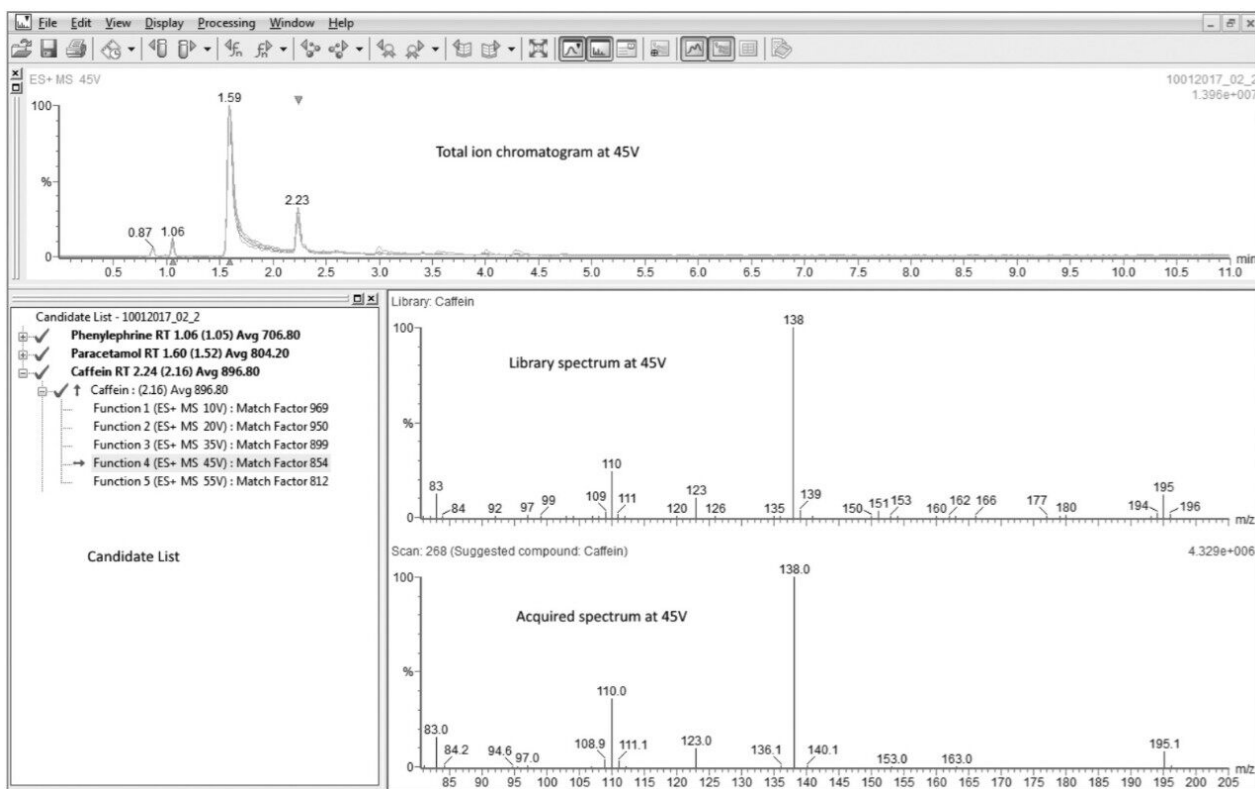 File Edit View Display Processing Window Help
ES+ MS 45V
10012017_02_2
1.396e+007
100
%
0
1.59
2.23
0.87
1.06
Total ion chromatogram at 45V
0.5 1.0 1.5 2.0 2.5 3.0 3.5 4.0 4.5 5.0 5.5 6.0 6.5 7.0 7.5 8.0 8.5 9.0 9.5 10.0 10.5 11.0 min
Candidate List - 10012017_02_2
Phenylephrine RT 1.06 (1.05) Avg 706.80
Paracetamol RT 1.60 (1.52) Avg 804.20
Caffein RT 2.24 (2.16) Avg 896.80
Caffein : (2.16) Avg 896.80
Function 1 (ES+ MS 10V) : Match Factor 969
Function 2 (ES+ MS 20V) : Match Factor 950
Function 3 (ES+ MS 35V) : Match Factor 899
Function 4 (ES+ MS 45V) : Match Factor 854
Function 5 (ES+ MS 55V) : Match Factor 812
Candidate List
Library: Caffein
100
%
0
138
Library spectrum at 45V
83 84 92 97 99 109 110 111 120 123 126 135 139 150 151 153 160 162 166 177 180 194 195 196
m/z
Scan: 268 (Suggested compound: Caffein)
4.329e+006
100
%
0
138.0
Acquired spectrum at 45V
83.0 84.2 94.6 97.0 108.9 110.0 111.1 123.0 136.1 140.1 153.0 163.0 195.1
m/z
85 90 95 100 105 110 115 120 125 130 135 140 145 150 155 160 165 170 175 180 185 190 195 200 205